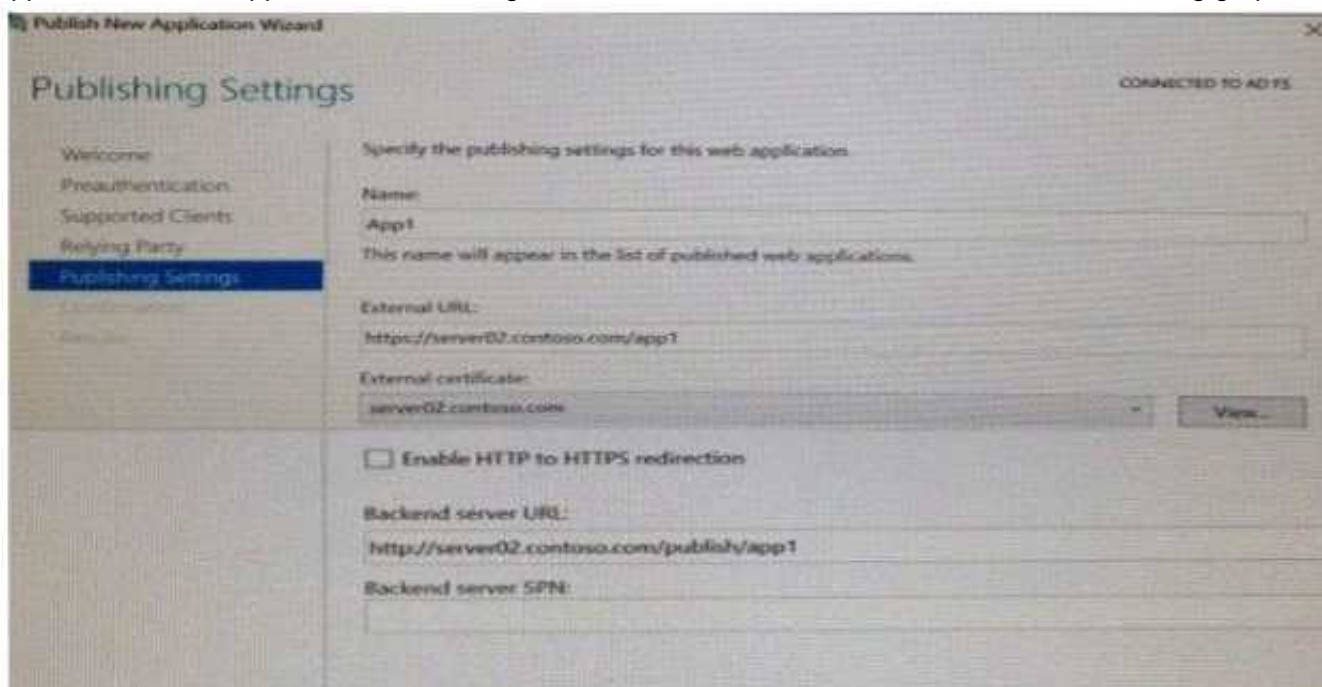 Publish New Application Wizard
Publishing Settings
CONNECTED TO AD FS
Welcome
Preauthentication
Supported Clients
Relying Party
Publishing Settings
Specify the publishing settings for this web application.
Name:
App1
This name will appear in the list of published web applications.
External URL:
https://server02.contoso.com/app1
External certificate:
server02.contoso.com
View...
Enable HTTP to HTTPS redirection
Backend server URL:
http://server02.contoso.com/publish/app1
Backend server SPN: